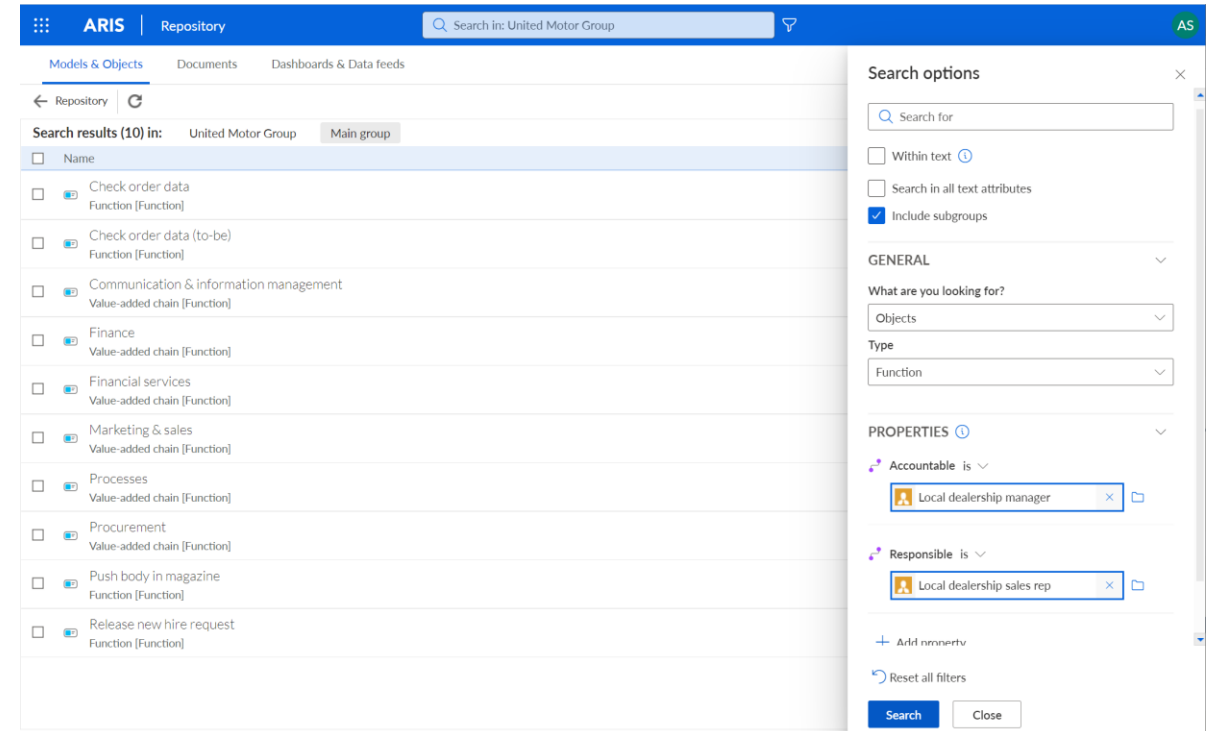 ARIS Repository Search in: United Motor Group AS
Models & Objects Documents Dashboards & Data feeds
Repository
Search results (10) in: United Motor Group Main group
Name
Check order data
Function [Function]
Check order data (to-be)
Function [Function]
Communication & information management
Value-added chain [Function]
Finance
Value-added chain [Function]
Financial services
Value-added chain [Function]
Marketing & sales
Value-added chain [Function]
Processes
Value-added chain [Function]
Procurement
Value-added chain [Function]
Push body in magazine
Function [Function]
Release new hire request
Function [Function]
Search options
Search for
Within text
Search in all text attributes
Include subgroups
GENERAL
What are you looking for?
Objects
Type
Function
PROPERTIES
Accountable is
Local dealership manager
Responsible is
Local dealership sales rep
Add property
Reset all filters
Search Close